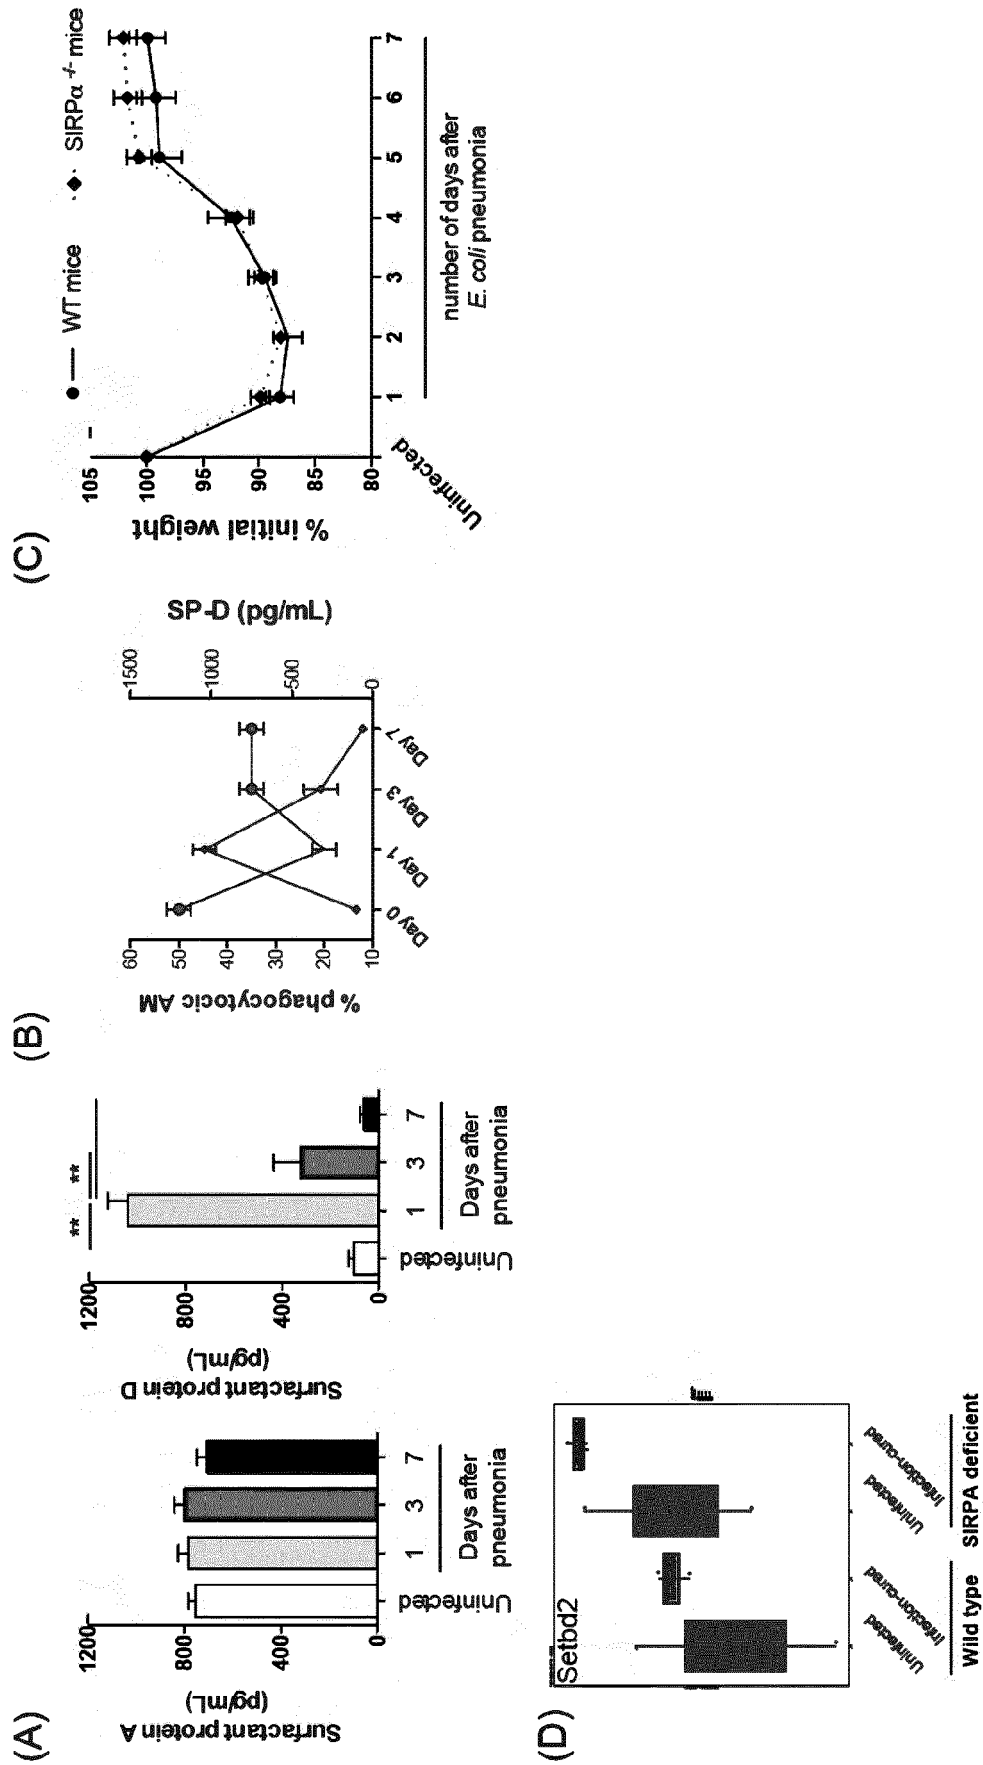 (A)
Surfactant protein A
(pg/mL)
1200
800
400
0
Uninfected
1
3
7
Days after
pneumonia
Surfactant protein D
(pg/mL)
1200
800
400
0
**
**
Uninfected
1
3
7
Days after
pneumonia
(B)
% phagocytocic AM
60
50
40
30
20
10
Day 0
Day 1
Day 3
Day 7
1500
1000
500
0
SP-D (pg/mL)
(C)
WT mice
SIRPα -/- mice
% initial weight
105
100
95
90
85
80
Uninfected
1
2
3
4
5
6
7
number of days after
E. coli pneumonia
(D)
Setbd2
Uninfected
Infection-cured
Uninfected
Infection-cured
Wild type
SIRPA deficient